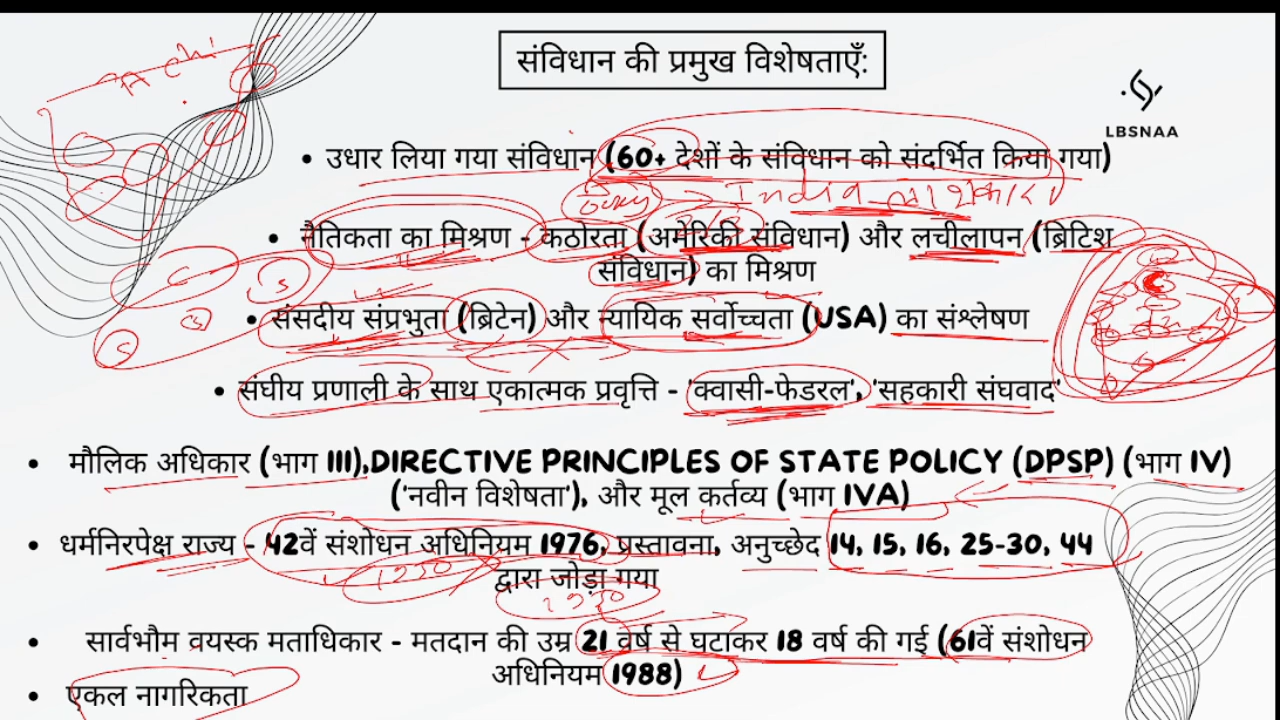 संविधान की प्रमुख विशेषताएँ:
LBSNAA
• उधार लिया गया संविधान (60+ देशों के संविधान को संदर्भित किया गया)
India
• नैतिकता का मिश्रण - कठोरता (अमेरिकी संविधान) और लचीलापन (ब्रिटिश
संविधान) का मिश्रण
• संसदीय संप्रभुता (ब्रिटेन) और न्यायिक सर्वोच्चता (USA) का संश्लेषण
• संघीय प्रणाली के साथ एकात्मक प्रवृत्ति - 'क्वासी-फेडरल', 'सहकारी संघवाद'
• मौलिक अधिकार (भाग III),DIRECTIVE PRINCIPLES OF STATE POLICY (DPSP) (भाग IV)
('नवीन विशेषता'), और मूल कर्तव्य (भाग IVA)
• धर्मनिरपेक्ष राज्य - 42वें संशोधन अधिनियम 1976, प्रस्तावना, अनुच्छेद 14, 15, 16, 25-30, 44
द्वारा जोड़ा गया
1950
• सार्वभौम वयस्क मताधिकार - मतदान की उम्र 21 वर्ष से घटाकर 18 वर्ष की गई (61वें संशोधन
अधिनियम 1988)
• एकल नागरिकता